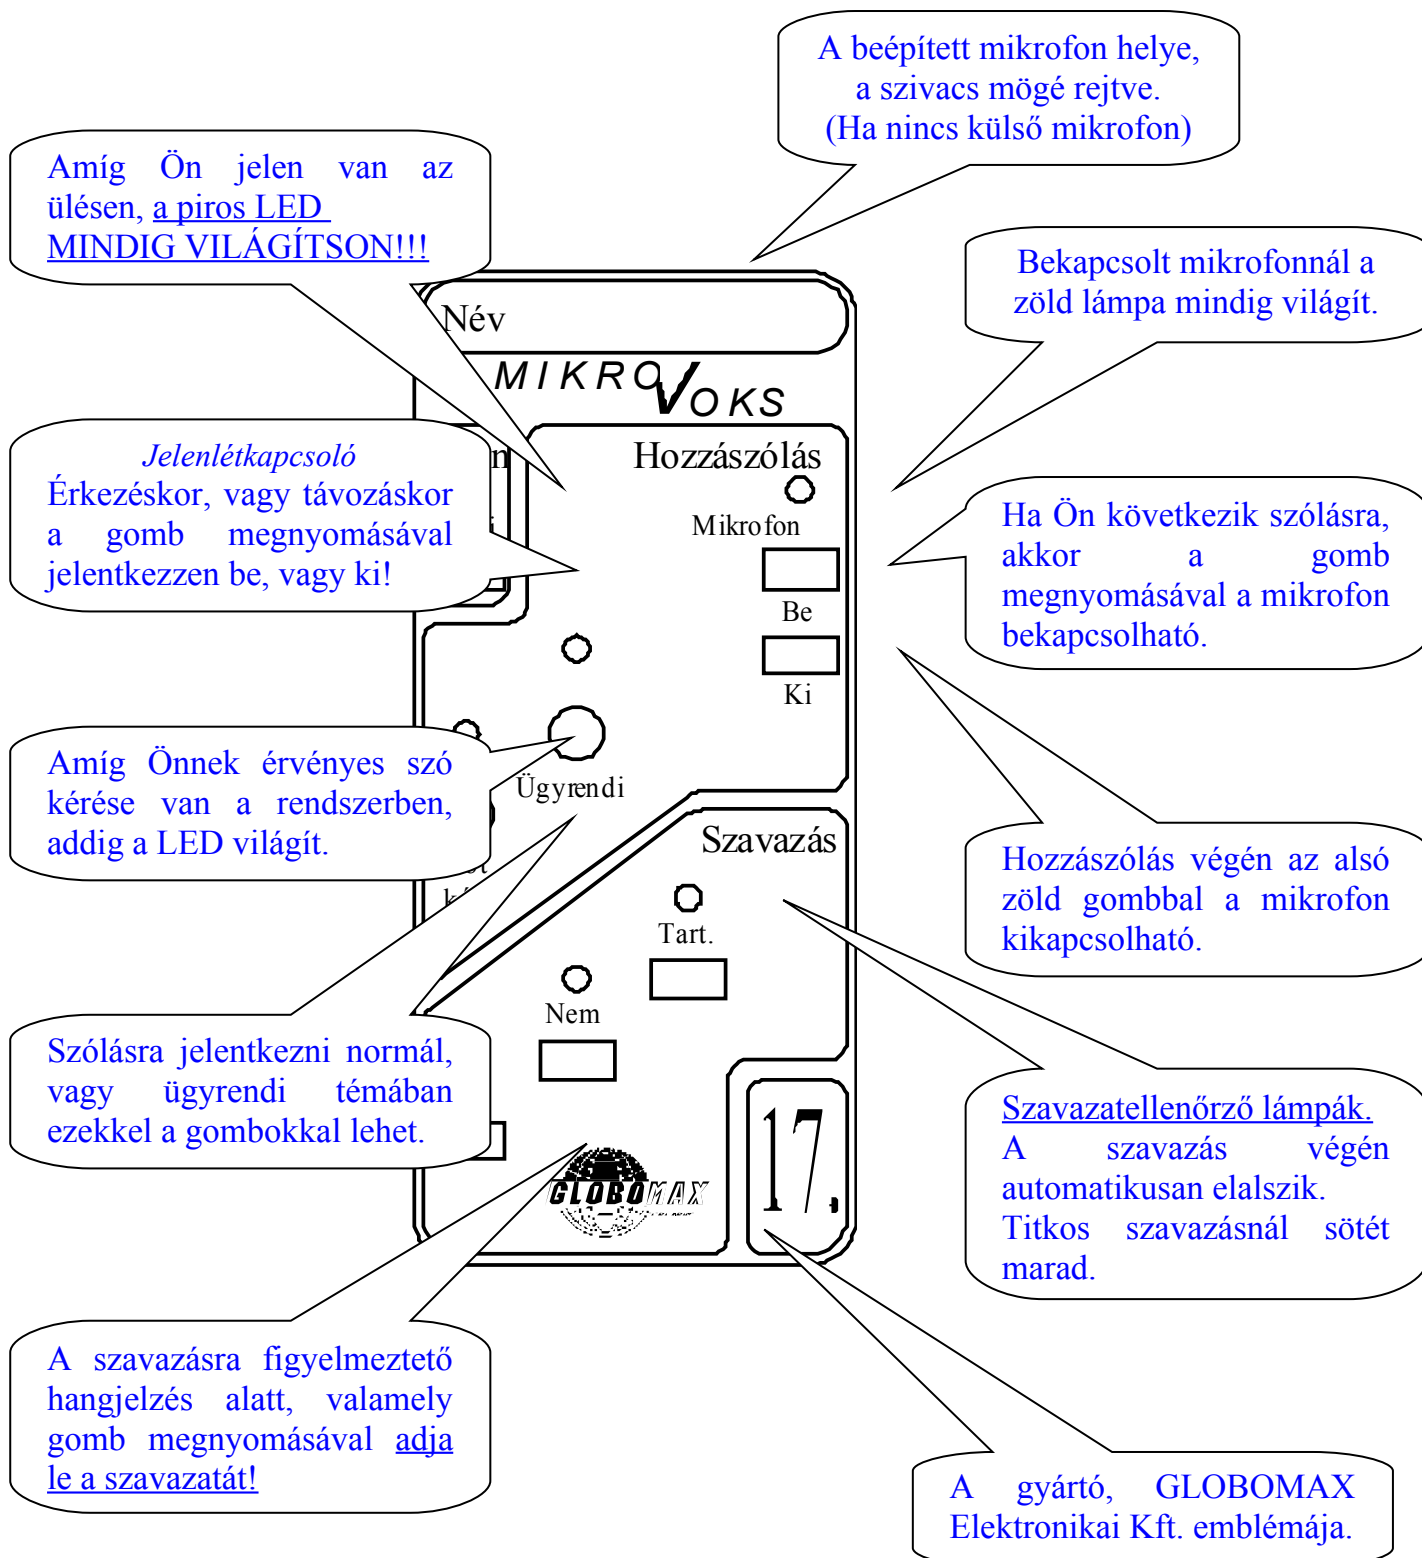 A beépített mikrofon helye,
a szivacs mögé rejtve.
(Ha nincs külső mikrofon)
Amíg Ön jelen van az
ülésen, a piros LED
MINDIG VILÁGÍTSON!!!
Bekapcsolt mikrofonnál a
zöld lámpa mindig világít.
Név
MIKROVOKS
Jelenlétkapcsoló
Érkezéskor, vagy távozáskor
a gomb megnyomásával
jelentkezzen be, vagy ki!
Hozzászólás
Mikrofon
Be
Ki
Ha Ön következik szólásra,
akkor a gomb
megnyomásával a mikrofon
bekapcsolható.
Amíg Önnek érvényes szó
kérése van a rendszerben,
addig a LED világít.
Ügyrendi
Szavazás
Tart.
Nem
Hozzászólás végén az alsó
zöld gombbal a mikrofon
kikapcsolható.
Szólásra jelentkezni normál,
vagy ügyrendi témában
ezekkel a gombokkal lehet.
17.
GLOBOMAX
Szavazatellenőrző lámpák.
A szavazás végén
automatikusan elalszik.
Titkos szavazásnál sötét
marad.
A szavazásra figyelmeztető
hangjelzés alatt, valamely
gomb megnyomásával adja
le a szavazatát!
A gyártó, GLOBOMAX
Elektronikai Kft. emblémája.